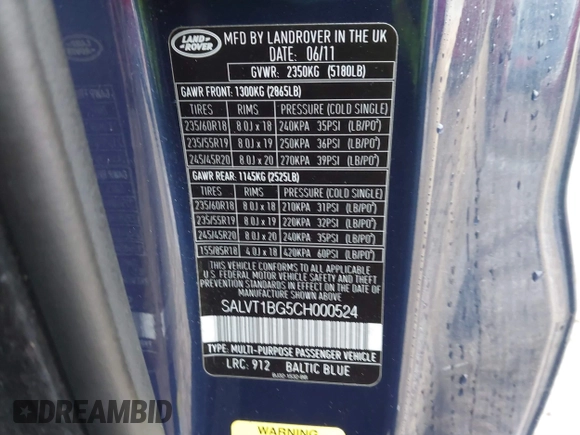 LAND ROVER
MFD BY LANDROVER IN THE UK
DATE: 06/11
GVWR: 2350KG (5180LB)
GAWR FRONT: 1300KG (2865LB)
TIRES RIMS PRESSURE (COLD SINGLE)
235/60R18 8.0J x 18 240KPA 35PSI (LB/PO²)
235/55R19 8.0J x 19 250KPA 36PSI (LB/PO²)
245/45R20 8.0J x 20 270KPA 39PSI (LB/PO²)
GAWR REAR: 1145KG (2525LB)
TIRES RIMS PRESSURE (COLD SINGLE)
235/60R18 8.0J x 18 210KPA 31PSI (LB/PO²)
235/55R19 8.0J x 19 220KPA 32PSI (LB/PO²)
245/45R20 8.0J x 20 240KPA 35PSI (LB/PO²)
155/85R18 4.0J x 18 420KPA 60PSI (LB/PO²)
THIS VEHICLE CONFORMS TO ALL APPLICABLE
U.S. FEDERAL MOTOR VEHICLE SAFETY AND THEFT
PREVENTION STANDARDS IN EFFECT ON THE DATE
OF MANUFACTURE SHOWN ABOVE
SALVT1BG5CH000524
TYPE: MULTI-PURPOSE PASSENGER VEHICLE
LRC: 912 BALTIC BLUE
WARNING
DREAMBID